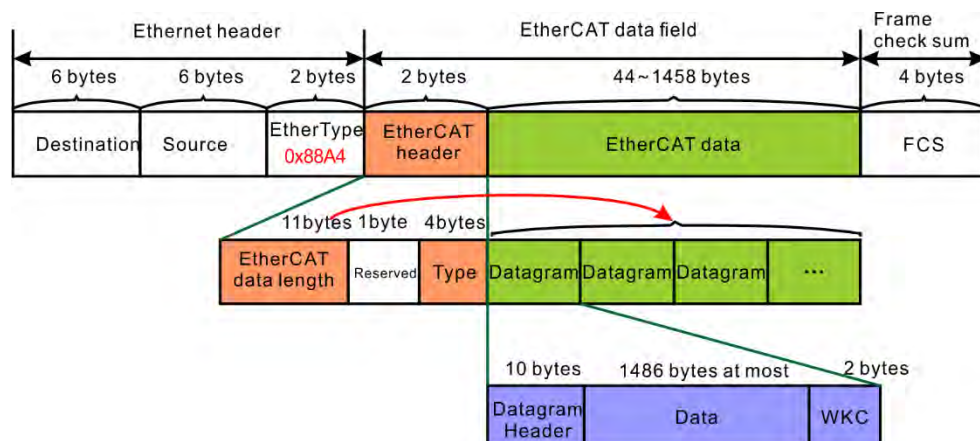 Ethernet header
EtherCAT data field
Frame
check sum
6 bytes
6 bytes
2 bytes
2 bytes
44~1458 bytes
4 bytes
Destination
Source
EtherType
0x88A4
EtherCAT
header
EtherCAT data
FCS
11bytes
1byte
4bytes
EtherCAT
data length
Reserved
Type
Datagram
Datagram
Datagram
...
10 bytes
1486 bytes at most
2 bytes
Datagram
Header
Data
WKC